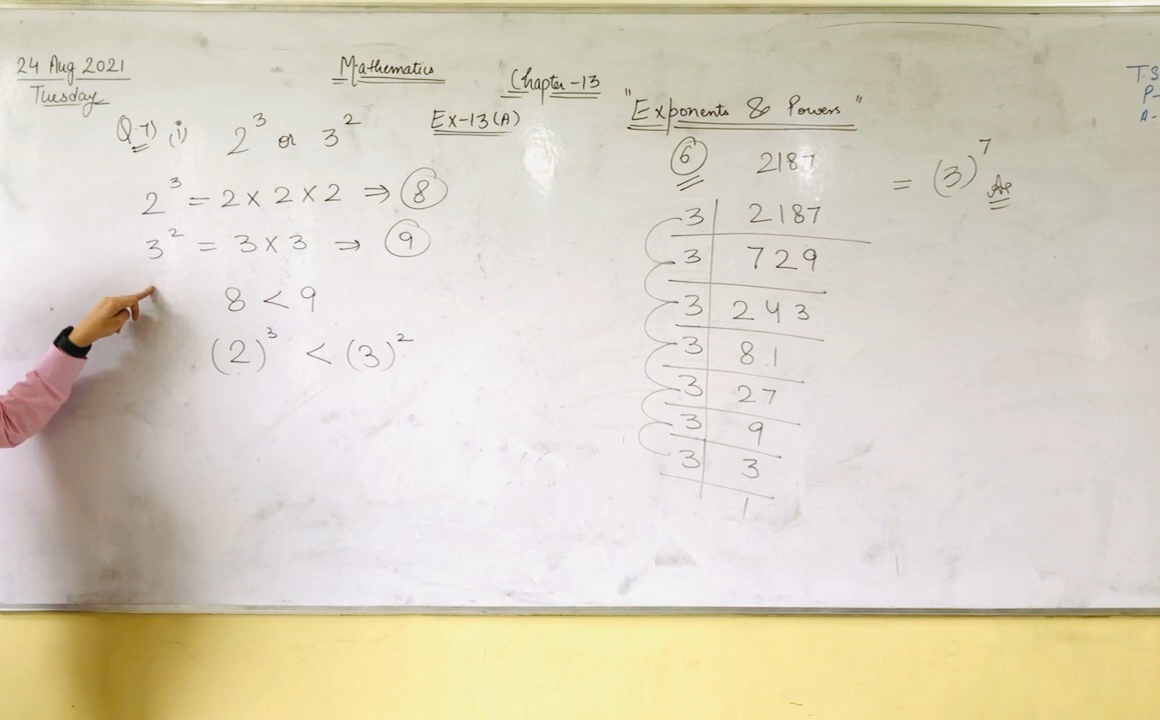 24 Aug 2021
Tuesday
Mathematics
Chapter-13
Ex-13(A)
"Exponents & Powers"
T.S
P-
A-
Q.7) (i) 2³ or 3²
2³ = 2 × 2 × 2 ⇒ 8
3² = 3 × 3 ⇒ 9
8 < 9
(2)³ < (3)²
6 2187 = (3)⁷
3 | 2187
3 | 729
3 | 243
3 | 81
3 | 27
3 | 9
3 | 3
1